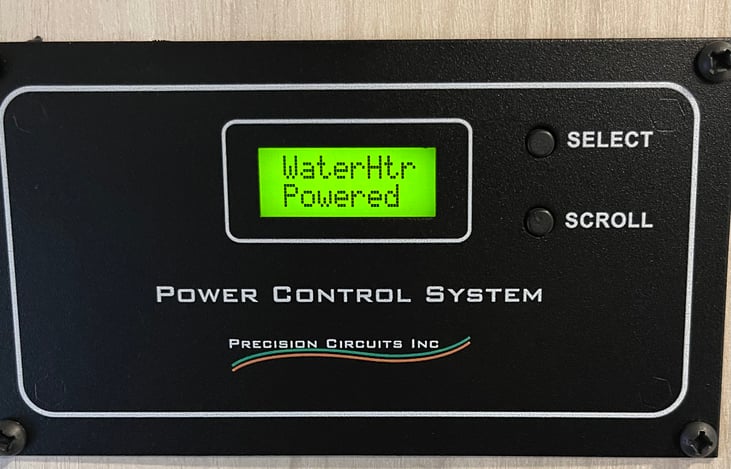 WaterHtr
Powered
SELECT
SCROLL
POWER CONTROL SYSTEM
PRECISION CIRCUITS INC